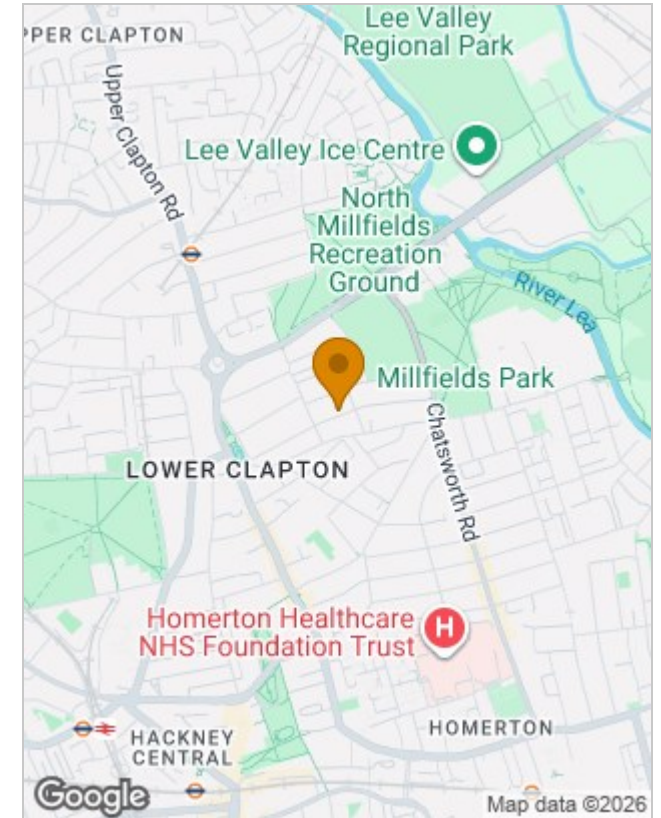 Lee Valley
Regional Park
PPER CLAPTON
Upper Clapton Rd
Lee Valley Ice Centre
North
Millfields
Recreation
Ground
River Lea
Millfields Park
Chatsworth Rd
LOWER CLAPTON
Homerton Healthcare
NHS Foundation Trust
H
HOMERTON
HACKNEY
CENTRAL
Google
Map data ©2026